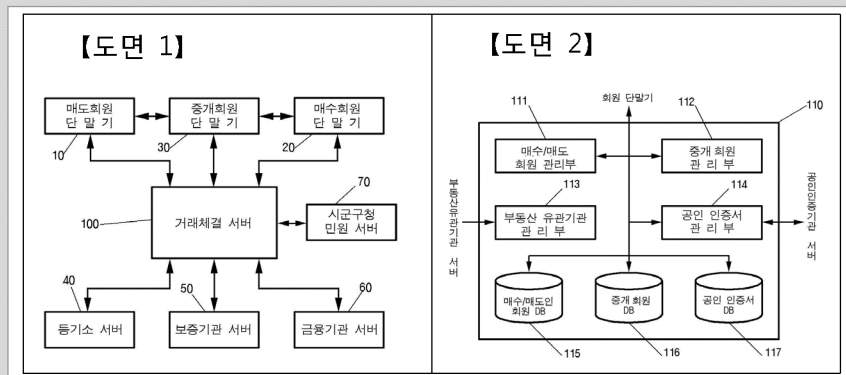 【도면 1】
매도회원
단 말 기
10
중개회원
단 말 기
30
매수회원
단 말 기
20
100
거래체결 서버
70
시군구청
민원 서버
40
등기소 서버
50
보증기관 서버
60
금융기관 서버
【도면 2】
111
회원 단말기
112
110
매수/매도
회원 관리부
중개 회원
관 리 부
113
부동산 유관기관
관 리 부
114
공인 인증서
관 리 부
부동산유관기관 서버
공인인증기관 서버
매수/매도인
회원 DB
중개 회원
DB
공인 인증서
DB
115
116
117